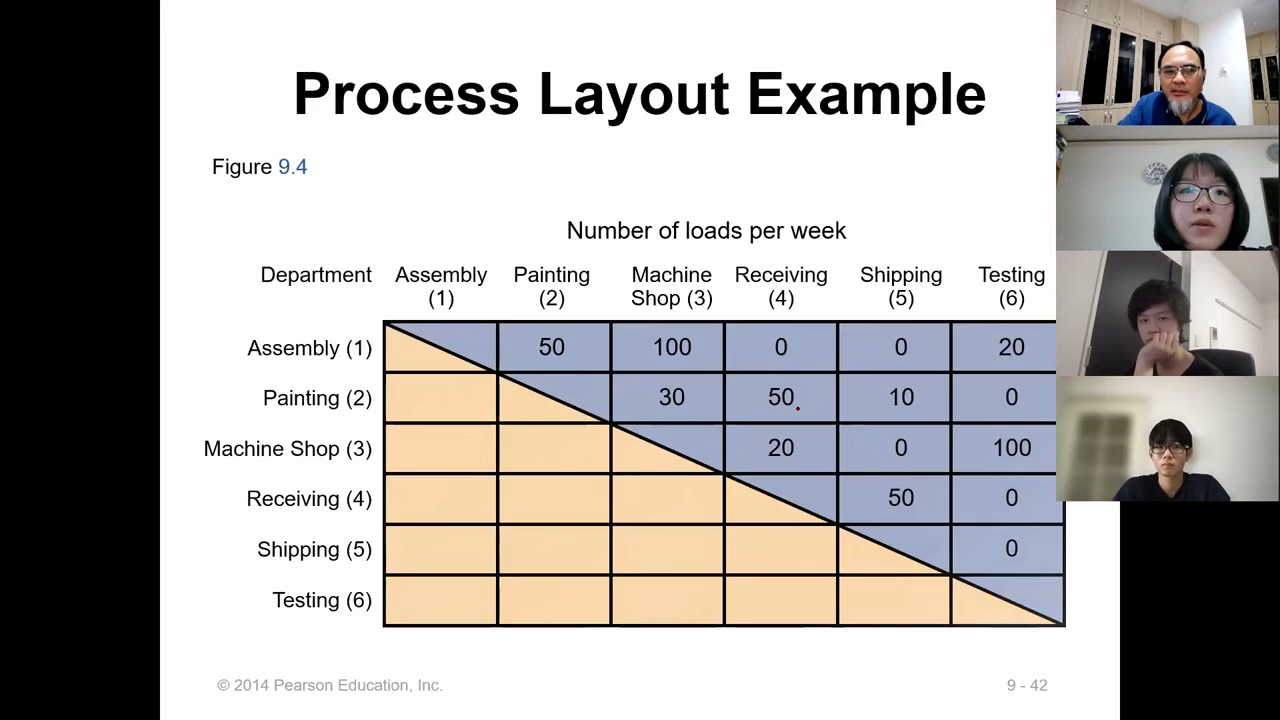 Process Layout Example
Figure 9.4
Number of loads per week
Department Assembly (1) Painting (2) Machine Shop (3) Receiving (4) Shipping (5) Testing (6)
Assembly (1) 50 100 0 0 20
Painting (2) 30 50 10 0
Machine Shop (3) 20 0 100
Receiving (4) 50 0
Shipping (5) 0
Testing (6)
© 2014 Pearson Education, Inc.
9 - 42